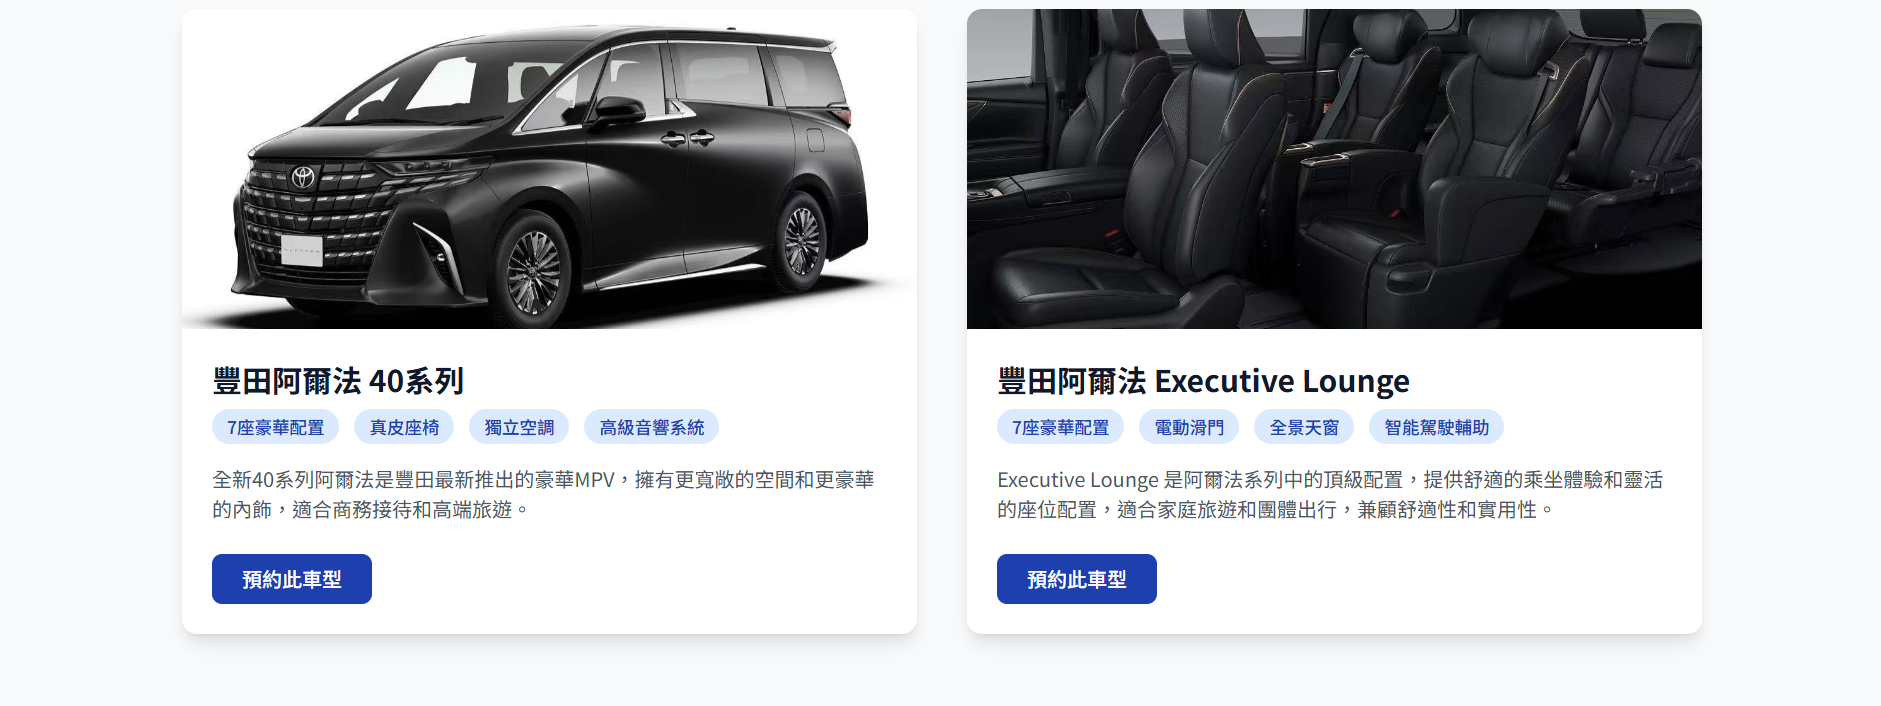 豐田阿爾法 40系列
7座豪華配置
真皮座椅
獨立空調
高級音響系統
全新40系列阿爾法是豐田最新推出的豪華MPV，擁有更寬敞的空間和更豪華
的內飾，適合商務接待和高端旅遊。
預約此車型
豐田阿爾法 Executive Lounge
7座豪華配置
電動滑門
全景天窗
智能駕駛輔助
Executive Lounge 是阿爾法系列中的頂級配置，提供舒適的乘坐體驗和靈活
的座位配置，適合家庭旅遊和團體出行，兼顧舒適性和實用性。
預約此車型